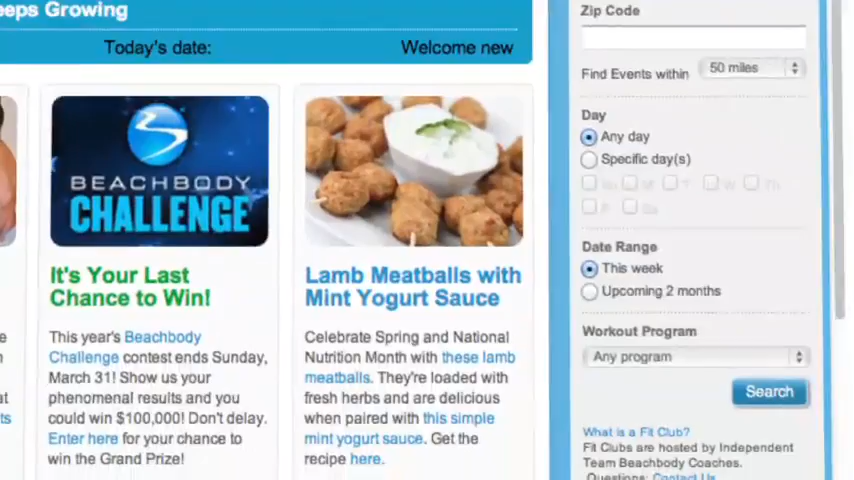 eeps Growing
Today's date:
Welcome new
BEACHBODY
CHALLENGE
It's Your Last
Chance to Win!
This year's Beachbody
Challenge contest ends Sunday,
March 31! Show us your
phenomenal results and you
could win $100,000! Don't delay.
Enter here for your chance to
win the Grand Prize!
Lamb Meatballs with
Mint Yogurt Sauce
Celebrate Spring and National
Nutrition Month with these lamb
meatballs. They're loaded with
fresh herbs and are delicious
when paired with this simple
mint yogurt sauce. Get the
recipe here.
Zip Code
Find Events within 50 miles
Day
Any day
Specific day(s)
Su M T W Th
F Sa
Date Range
This week
Upcoming 2 months
Workout Program
Any program
Search
What is a Fit Club?
Fit Clubs are hosted by Independent
Team Beachbody Coaches.
Questions: Contact Us